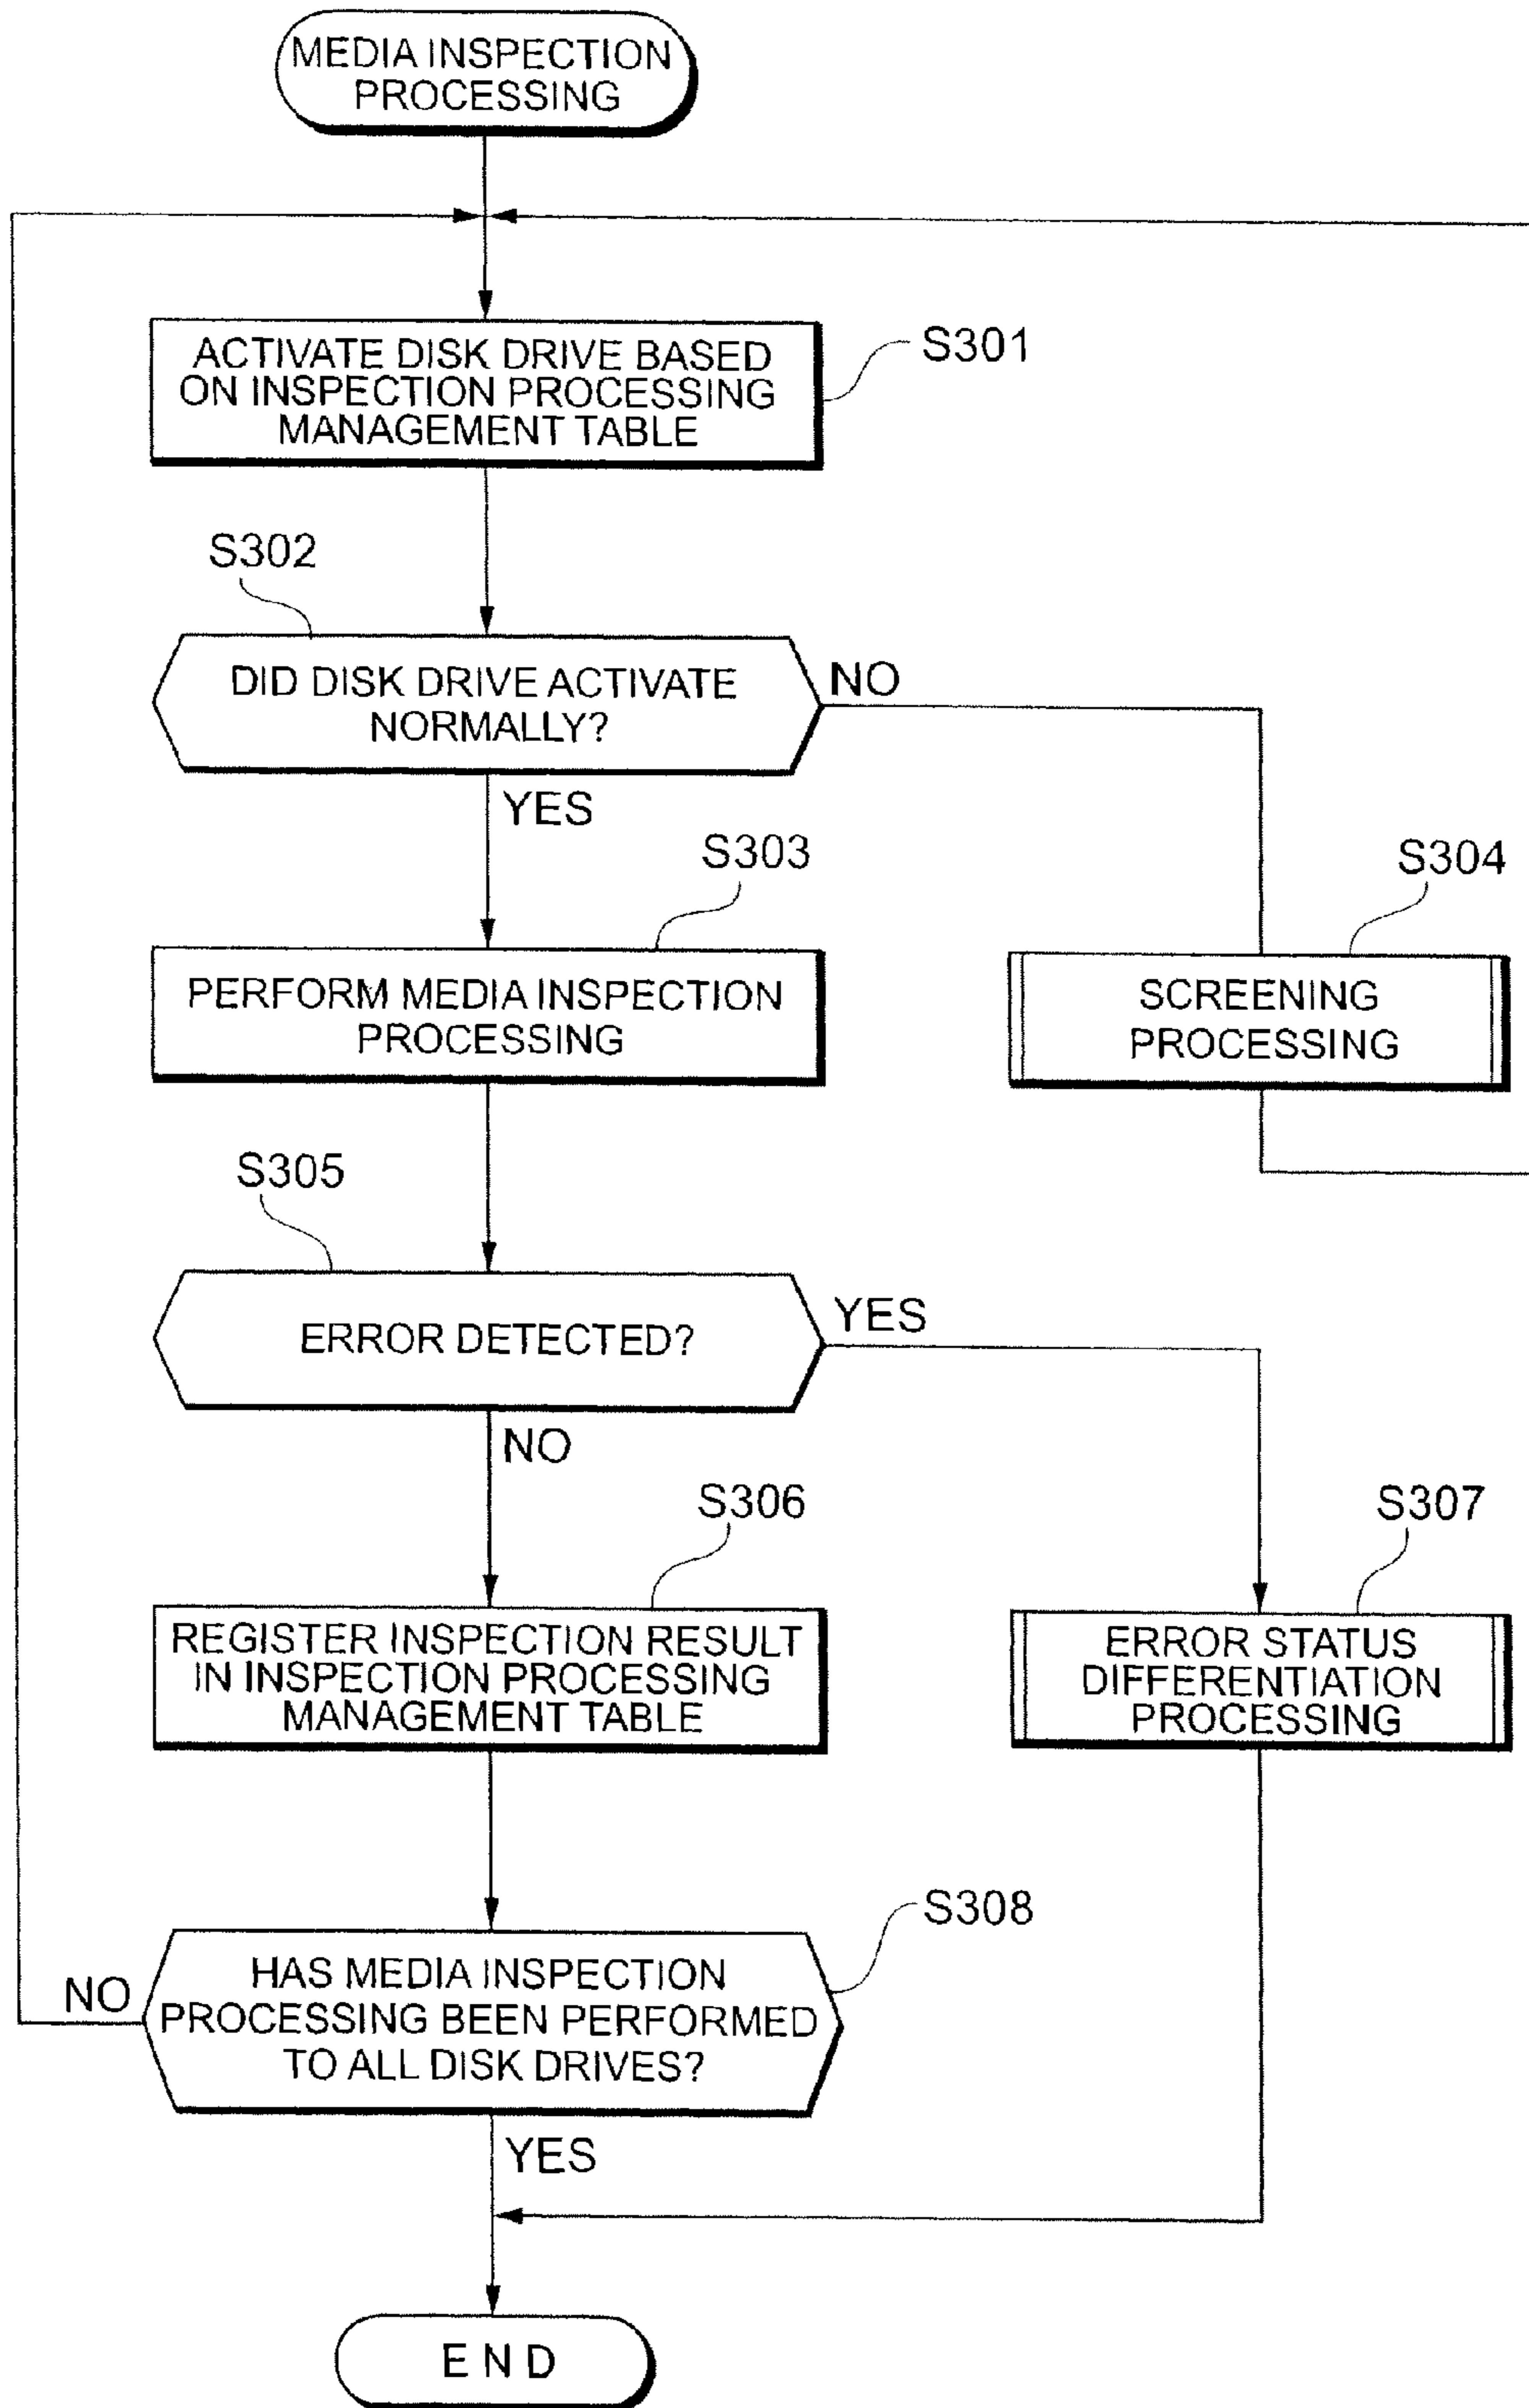 MEDIA INSPECTION
PROCESSING
ACTIVATE DISK DRIVE BASED
ON INSPECTION PROCESSING
MANAGEMENT TABLE
S301
S302
DID DISK DRIVE ACTIVATE
NORMALLY?
NO
YES
S303
PERFORM MEDIA INSPECTION
PROCESSING
S304
SCREENING
PROCESSING
S305
ERROR DETECTED?
YES
NO
S306
REGISTER INSPECTION RESULT
IN INSPECTION PROCESSING
MANAGEMENT TABLE
S307
ERROR STATUS
DIFFERENTIATION
PROCESSING
S308
HAS MEDIA INSPECTION
PROCESSING BEEN PERFORMED
TO ALL DISK DRIVES?
NO
YES
END